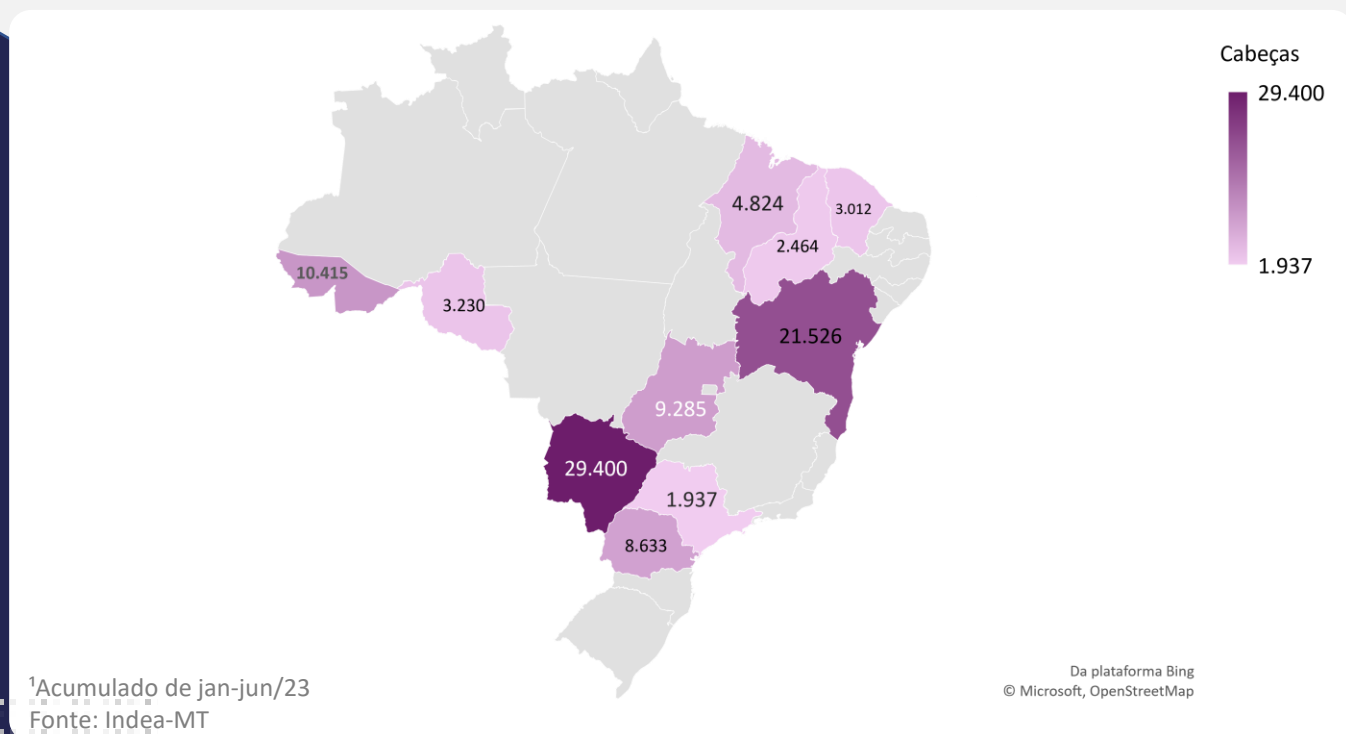 Cabeças
29.400
1.937
4.824
3.012
2.464
10.415
3.230
21.526
9.285
29.400
1.937
8.633
Da plataforma Bing
© Microsoft, OpenStreetMap
¹Acumulado de jan-jun/23
Fonte: Indea-MT